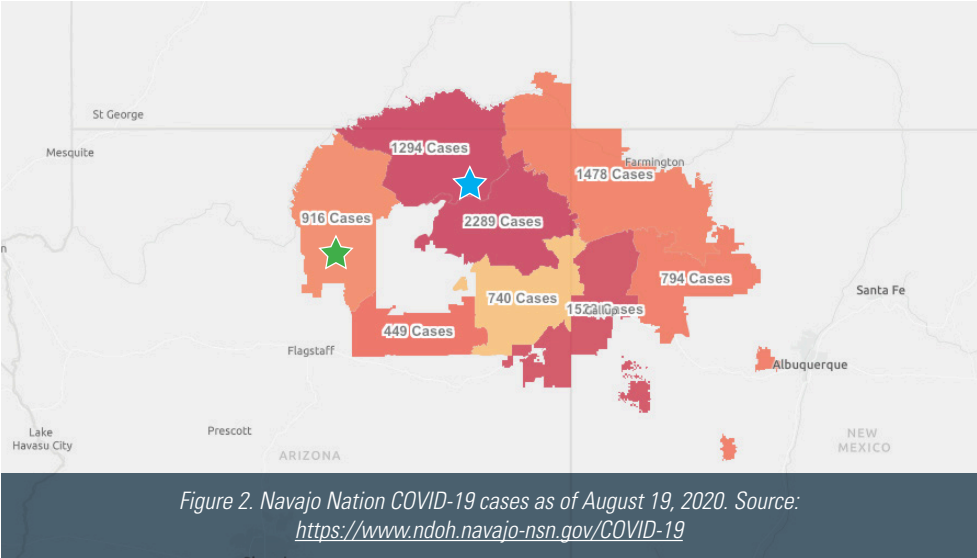 St George
Mesquite
1294 Cases
Farmington
1478 Cases
916 Cases
2289 Cases
n
794 Cases
Santa Fe
740 Cases
Gallup
449 Cases
Flagstaff
Albuquerque
Lake
Havasu City
Prescott
ARIZONA
NEW
MEXICO
Figure 2. Navajo Nation COVID-19 cases as of August 19, 2020. Source:
https://www.ndoh.navajo-nsn.gov/COVID-19